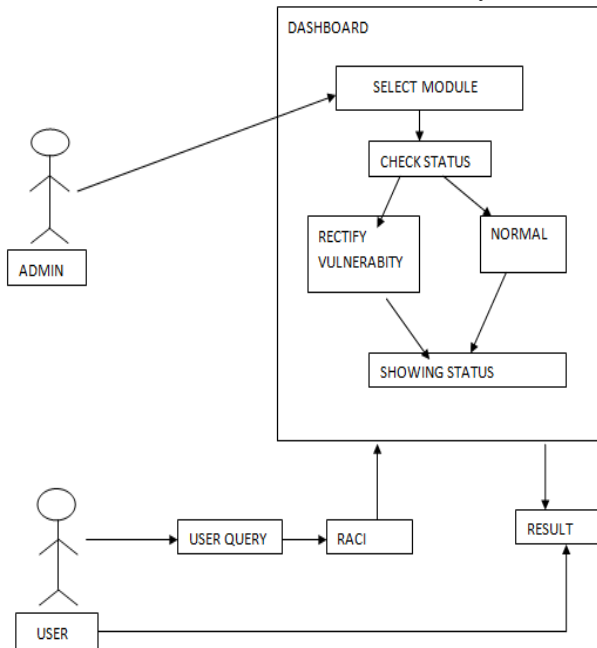 DASHBOARD
SELECT MODULE
CHECK STATUS
RECTIFY
VULNERABITY
NORMAL
ADMIN
SHOWING STATUS
USER QUERY
RACI
RESULT
USER